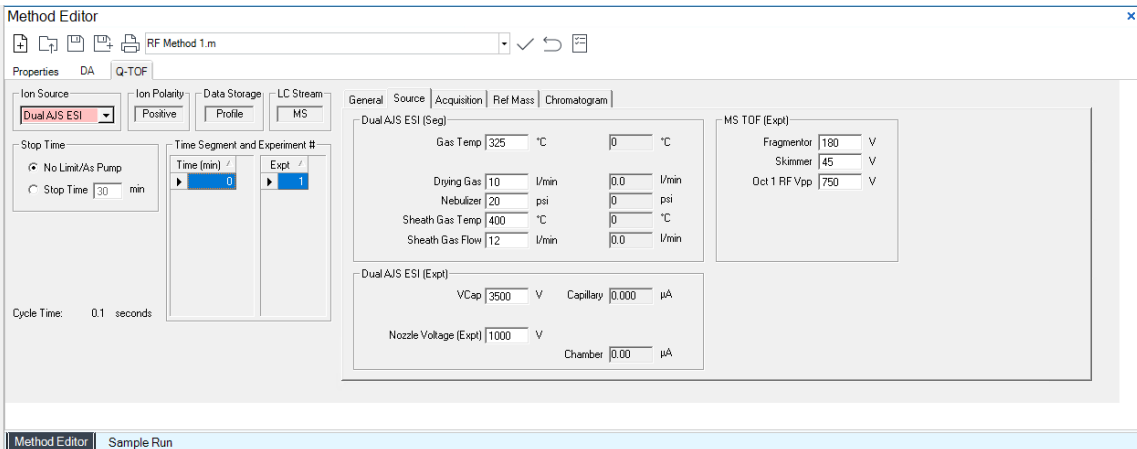 Method Editor
RF Method 1.m
Properties DA Q-TOF
Ion Source
Dual AJS ESI
Ion Polarity
Positive
Data Storage
Profile
LC Stream
MS
Stop Time
No Limit/As Pump
Stop Time 30 min
Time Segment and Experiment #
Time (min) Expt
0 1
Cycle Time: 0.1 seconds
General Source Acquisition Ref Mass Chromatogram
Dual AJS ESI (Seg)
Gas Temp 325 °C 0 °C
Drying Gas 10 l/min 0.0 l/min
Nebulizer 20 psi 0 psi
Sheath Gas Temp 400 °C 0 °C
Sheath Gas Flow 12 l/min 0.0 l/min
Dual AJS ESI (Expt)
VCap 3500 V Capillary 0.000 µA
Nozzle Voltage (Expt) 1000 V
Chamber 0.00 µA
MS TOF (Expt)
Fragmentor 180 V
Skimmer 45 V
Oct 1 RF Vpp 750 V
Method Editor Sample Run